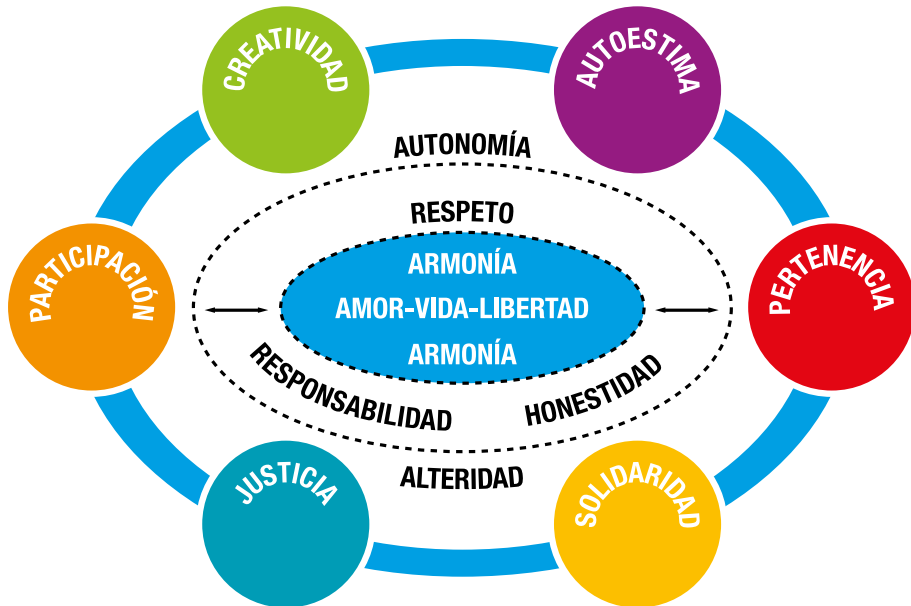 CREATIVIDAD
AUTOESTIMA
AUTONOMÍA
RESPETO
PARTICIPACIÓN
ARMONÍA
AMOR-VIDA-LIBERTAD
ARMONÍA
PERTENENCIA
RESPONSABILIDAD
HONESTIDAD
ALTERIDAD
JUSTICIA
SOLIDARIDAD